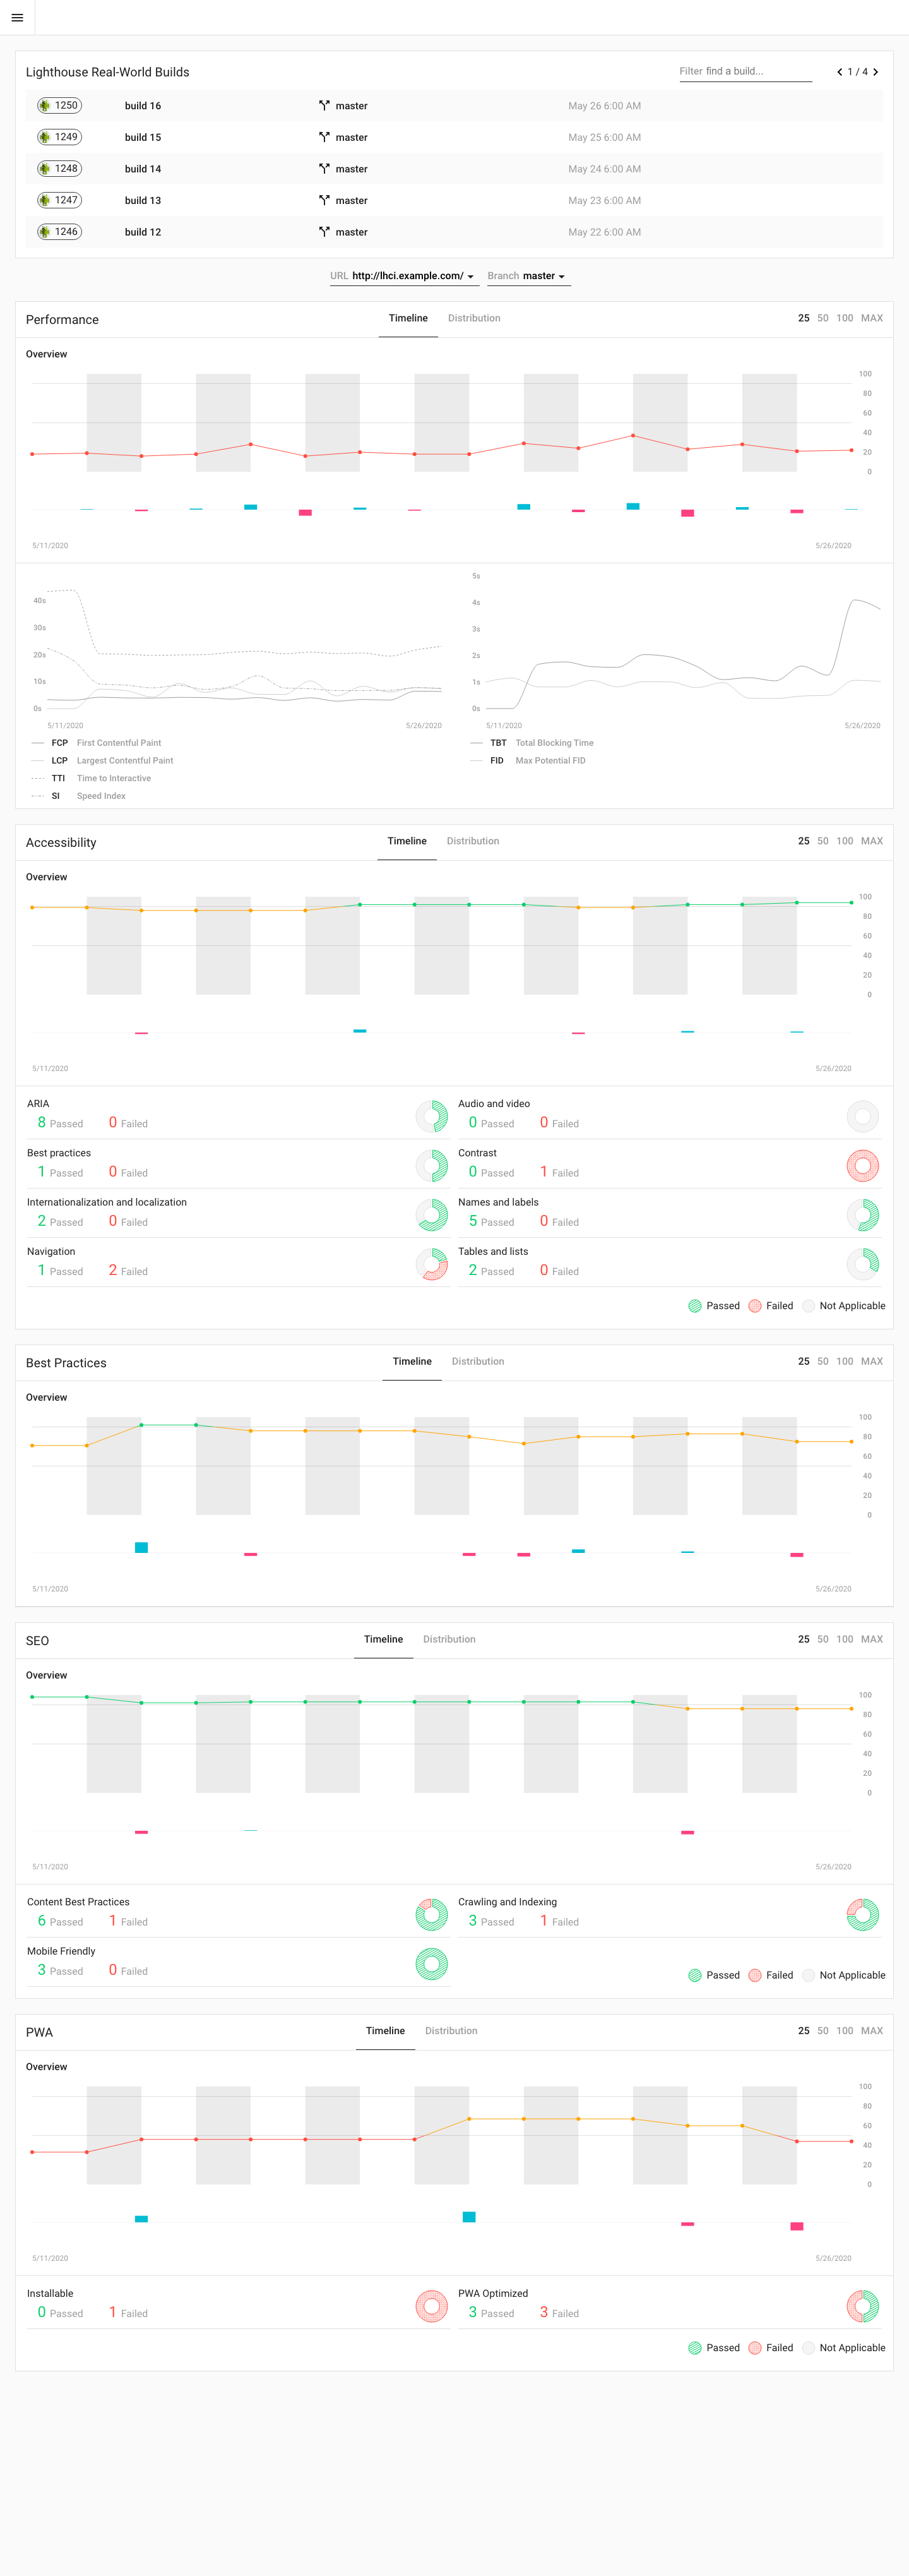 Lighthouse Real-World Builds Filter find a build... 1 / 4
1250 build 16 master May 26 6:00 AM
1249 build 15 master May 25 6:00 AM
1248 build 14 master May 24 6:00 AM
1247 build 13 master May 23 6:00 AM
1246 build 12 master May 22 6:00 AM
URL http://lhci.example.com/ Branch master
Performance Timeline Distribution 25 50 100 MAX
Overview
100
80
60
40
20
0
5/11/2020 5/26/2020
40s
30s
20s
10s
0s
5/11/2020 5/26/2020
FCP First Contentful Paint
LCP Largest Contentful Paint
TTI Time to Interactive
SI Speed Index
5s
4s
3s
2s
1s
0s
5/11/2020 5/26/2020
TBT Total Blocking Time
FID Max Potential FID
Accessibility Timeline Distribution 25 50 100 MAX
Overview
100
80
60
40
20
0
5/11/2020 5/26/2020
ARIA
8 Passed 0 Failed
Audio and video
0 Passed 0 Failed
Best practices
1 Passed 0 Failed
Contrast
0 Passed 1 Failed
Internationalization and localization
2 Passed 0 Failed
Names and labels
5 Passed 0 Failed
Navigation
1 Passed 2 Failed
Tables and lists
2 Passed 0 Failed
Passed Failed Not Applicable
Best Practices Timeline Distribution 25 50 100 MAX
Overview
100
80
60
40
20
0
5/11/2020 5/26/2020
SEO Timeline Distribution 25 50 100 MAX
Overview
100
80
60
40
20
0
5/11/2020 5/26/2020
Content Best Practices
6 Passed 1 Failed
Crawling and Indexing
3 Passed 1 Failed
Mobile Friendly
3 Passed 0 Failed
Passed Failed Not Applicable
PWA Timeline Distribution 25 50 100 MAX
Overview
100
80
60
40
20
0
5/11/2020 5/26/2020
Installable
0 Passed 1 Failed
PWA Optimized
3 Passed 3 Failed
Passed Failed Not Applicable